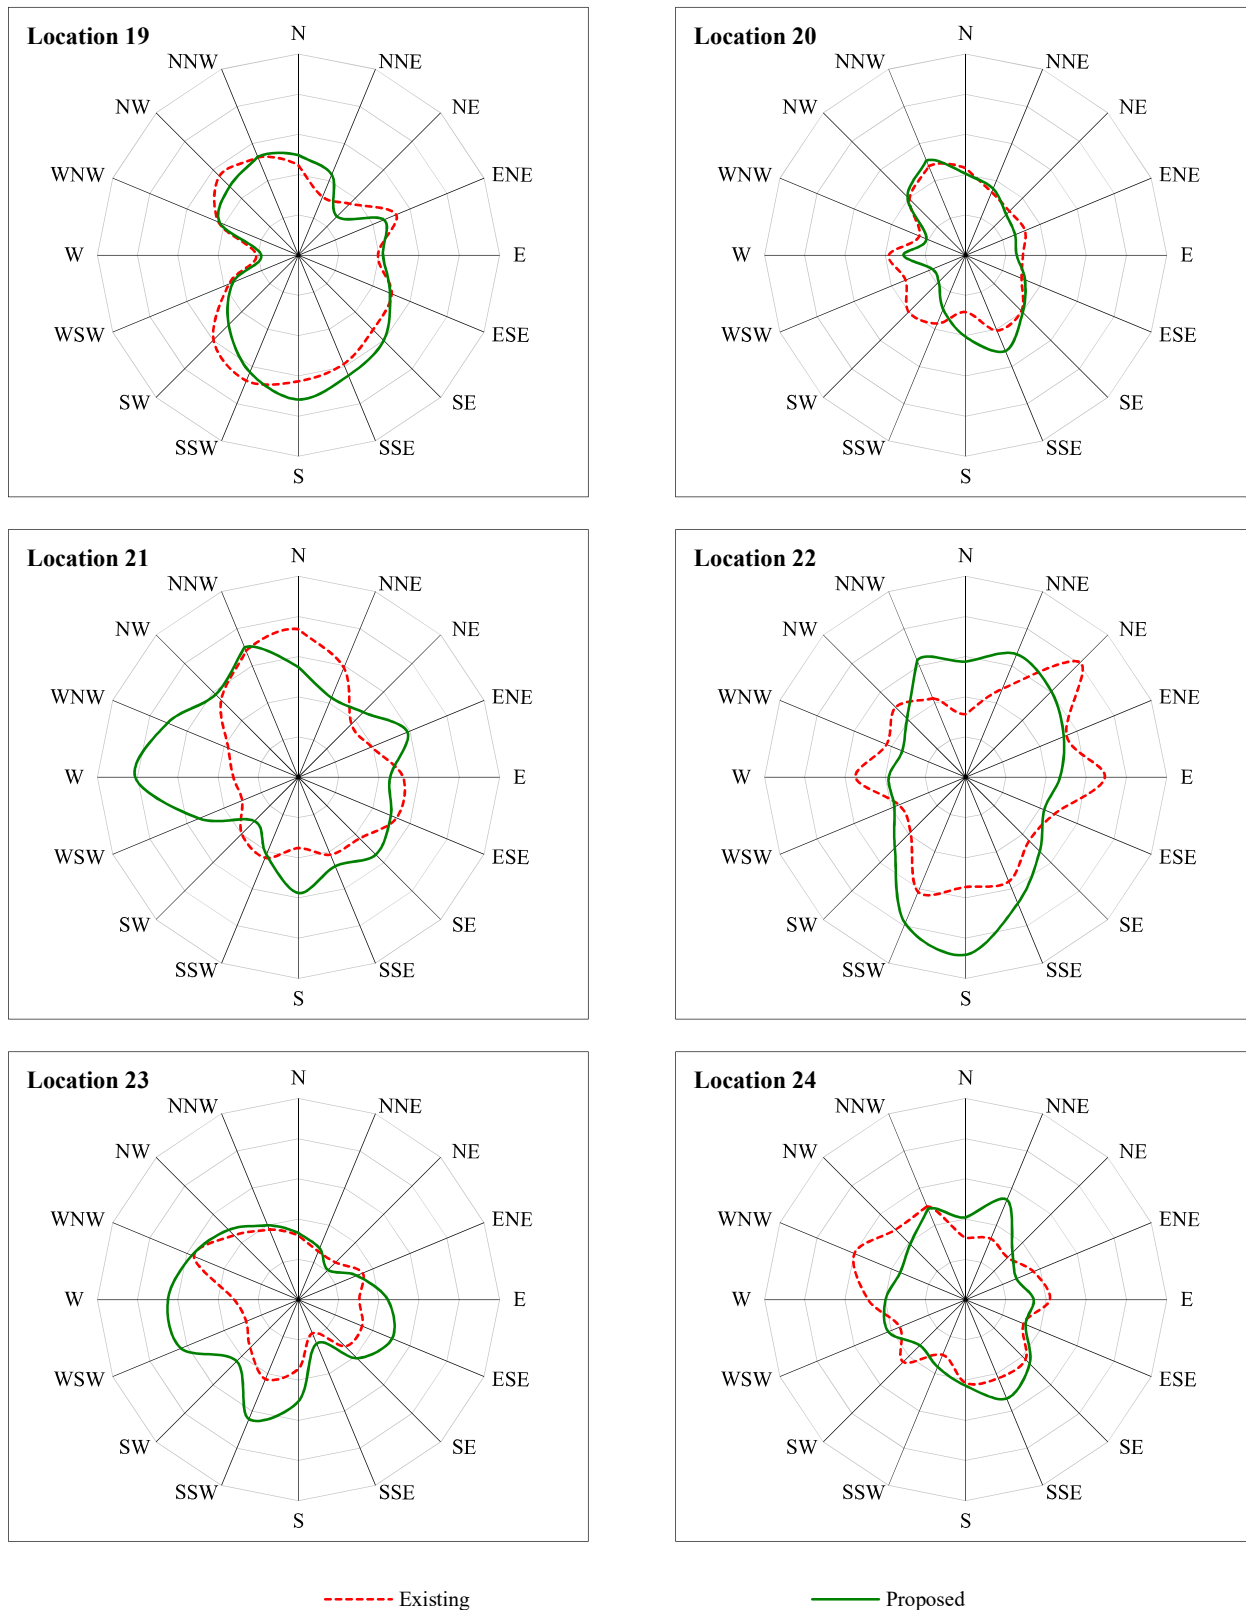 Location 19
N
NNW
NNE
NW
NE
WNW
ENE
W
E
WSW
ESE
SW
SE
SSW
SSE
S
Location 20
N
NNW
NNE
NW
NE
WNW
ENE
W
E
WSW
ESE
SW
SE
SSW
SSE
S
Location 21
N
NNW
NNE
NW
NE
WNW
ENE
W
E
WSW
ESE
SW
SE
SSW
SSE
S
Location 22
N
NNW
NNE
NW
NE
WNW
ENE
W
E
WSW
ESE
SW
SE
SSW
SSE
S
Location 23
N
NNW
NNE
NW
NE
WNW
ENE
W
E
WSW
ESE
SW
SE
SSW
SSE
S
Location 24
N
NNW
NNE
NW
NE
WNW
ENE
W
E
WSW
ESE
SW
SE
SSW
SSE
S
Existing
Proposed